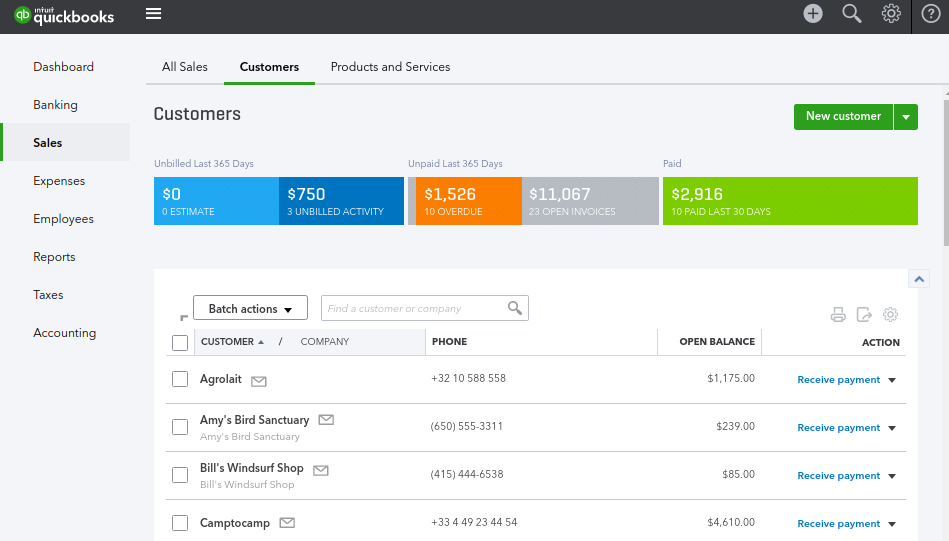 intuit
qb quickbooks
Dashboard
Banking
Sales
Expenses
Employees
Reports
Taxes
Accounting
All Sales Customers Products and Services
Customers
New customer
Unbilled Last 365 Days Unpaid Last 365 Days Paid
$0 $750 $1,526 $11,067 $2,916
0 ESTIMATE 3 UNBILLED ACTIVITY 10 OVERDUE 23 OPEN INVOICES 10 PAID LAST 30 DAYS
Batch actions Find a customer or company
CUSTOMER / COMPANY PHONE OPEN BALANCE ACTION
Agrolait +32 10 588 558 $1,175.00 Receive payment
Amy's Bird Sanctuary (650) 555-3311 $239.00 Receive payment
Amy's Bird Sanctuary
Bill's Windsurf Shop (415) 444-6538 $85.00 Receive payment
Bill's Windsurf Shop
Camptocamp +33 4 49 23 44 54 $4,610.00 Receive payment